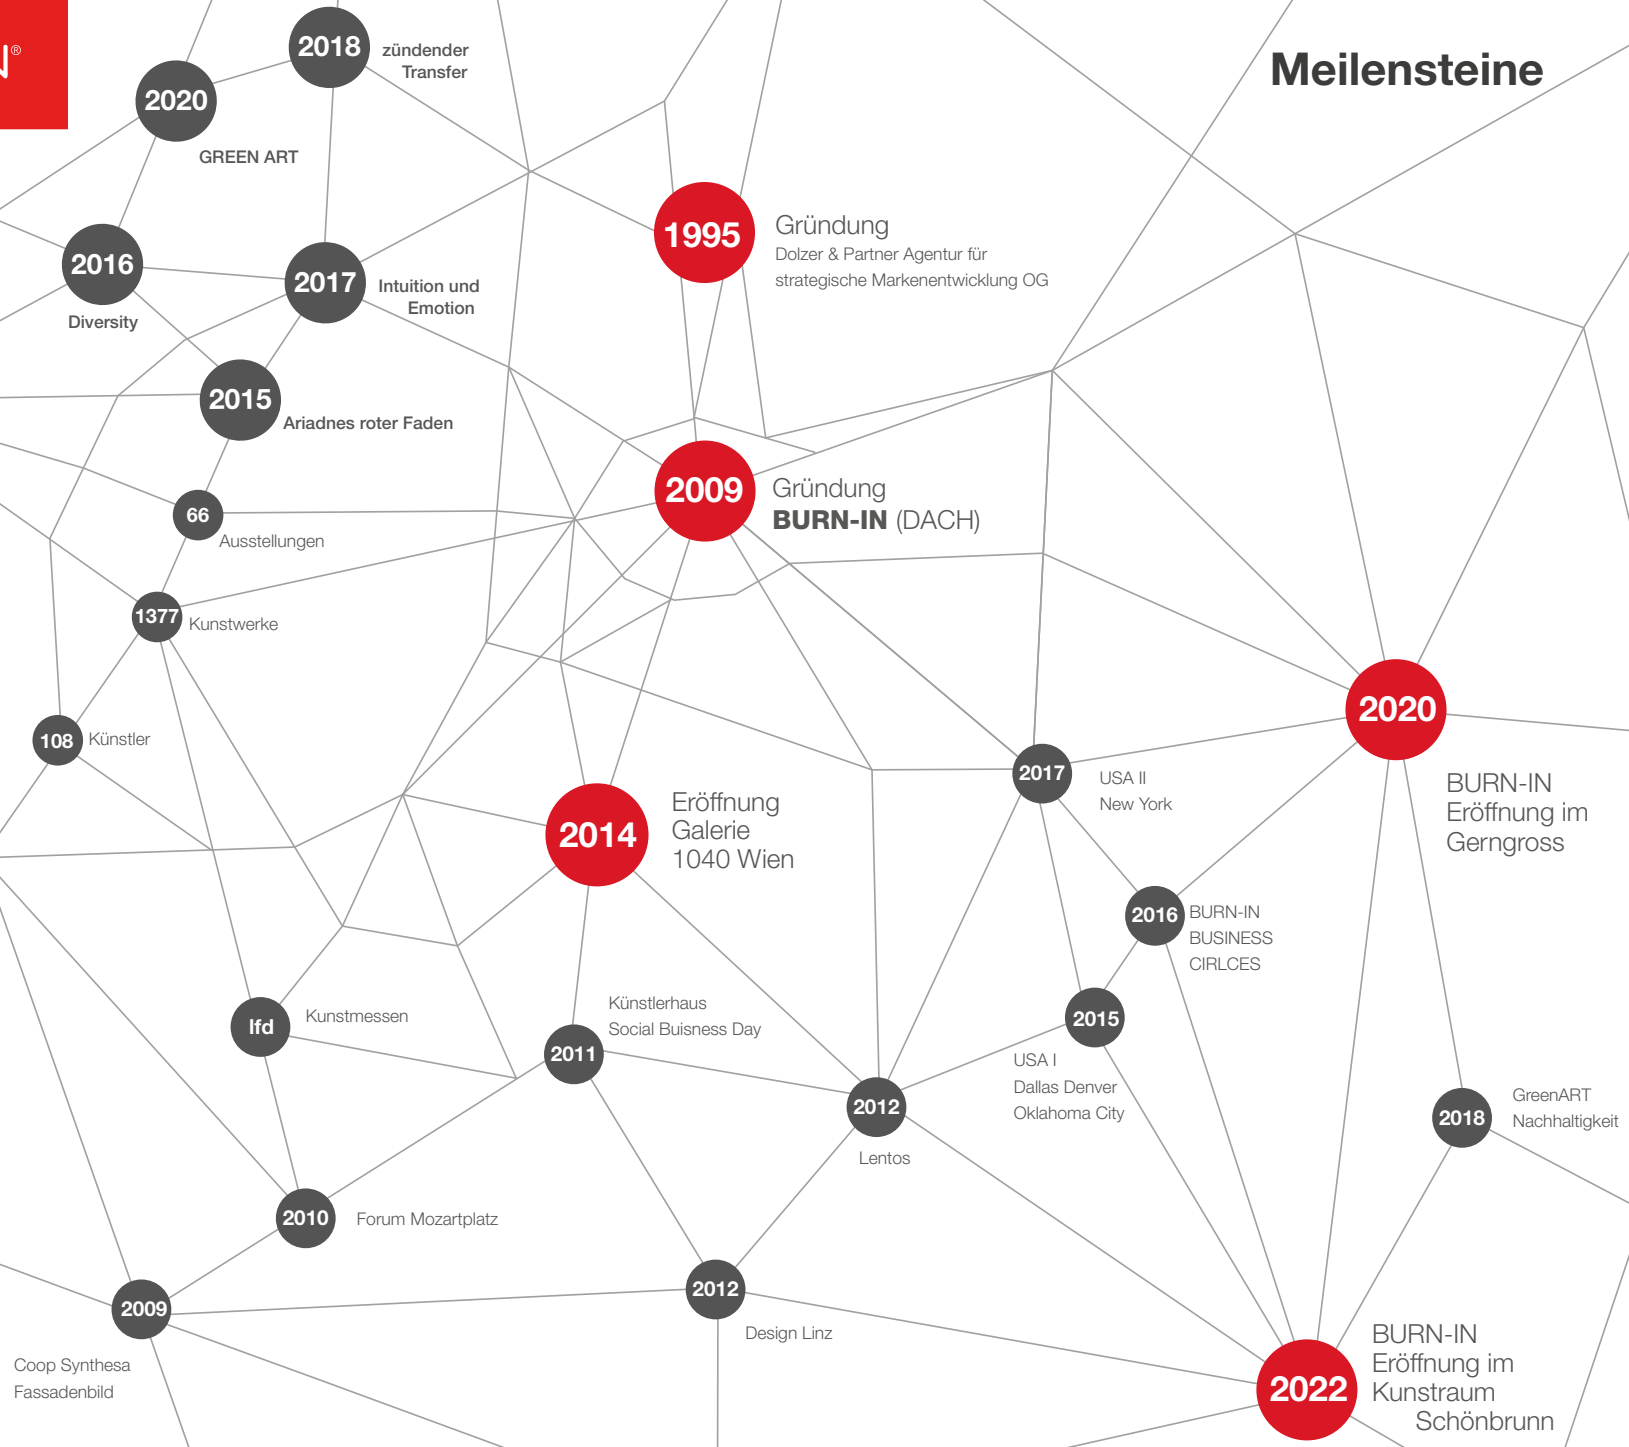 N®
Meilensteine
2018
zündender
Transfer
2020
GREEN ART
1995
Gründung
Dolzer & Partner Agentur für
strategische Markenentwicklung OG
2016
Diversity
2017
Intuition und
Emotion
2015
Ariadnes roter Faden
66
Ausstellungen
1377
Kunstwerke
108
Künstler
2009
Gründung
BURN-IN (DACH)
2020
BURN-IN
Eröffnung im
Gerngross
2014
Eröffnung
Galerie
1040 Wien
2017
USA II
New York
2016
BURN-IN
BUSINESS
CIRLCES
2015
USA I
Dallas Denver
Oklahoma City
lfd
Kunstmessen
2011
Künstlerhaus
Social Buisness Day
2012
Lentos
2018
GreenART
Nachhaltigkeit
2010
Forum Mozartplatz
2009
Coop Synthesa
Fassadenbild
2012
Design Linz
2022
BURN-IN
Eröffnung im
Kunstraum
Schönbrunn